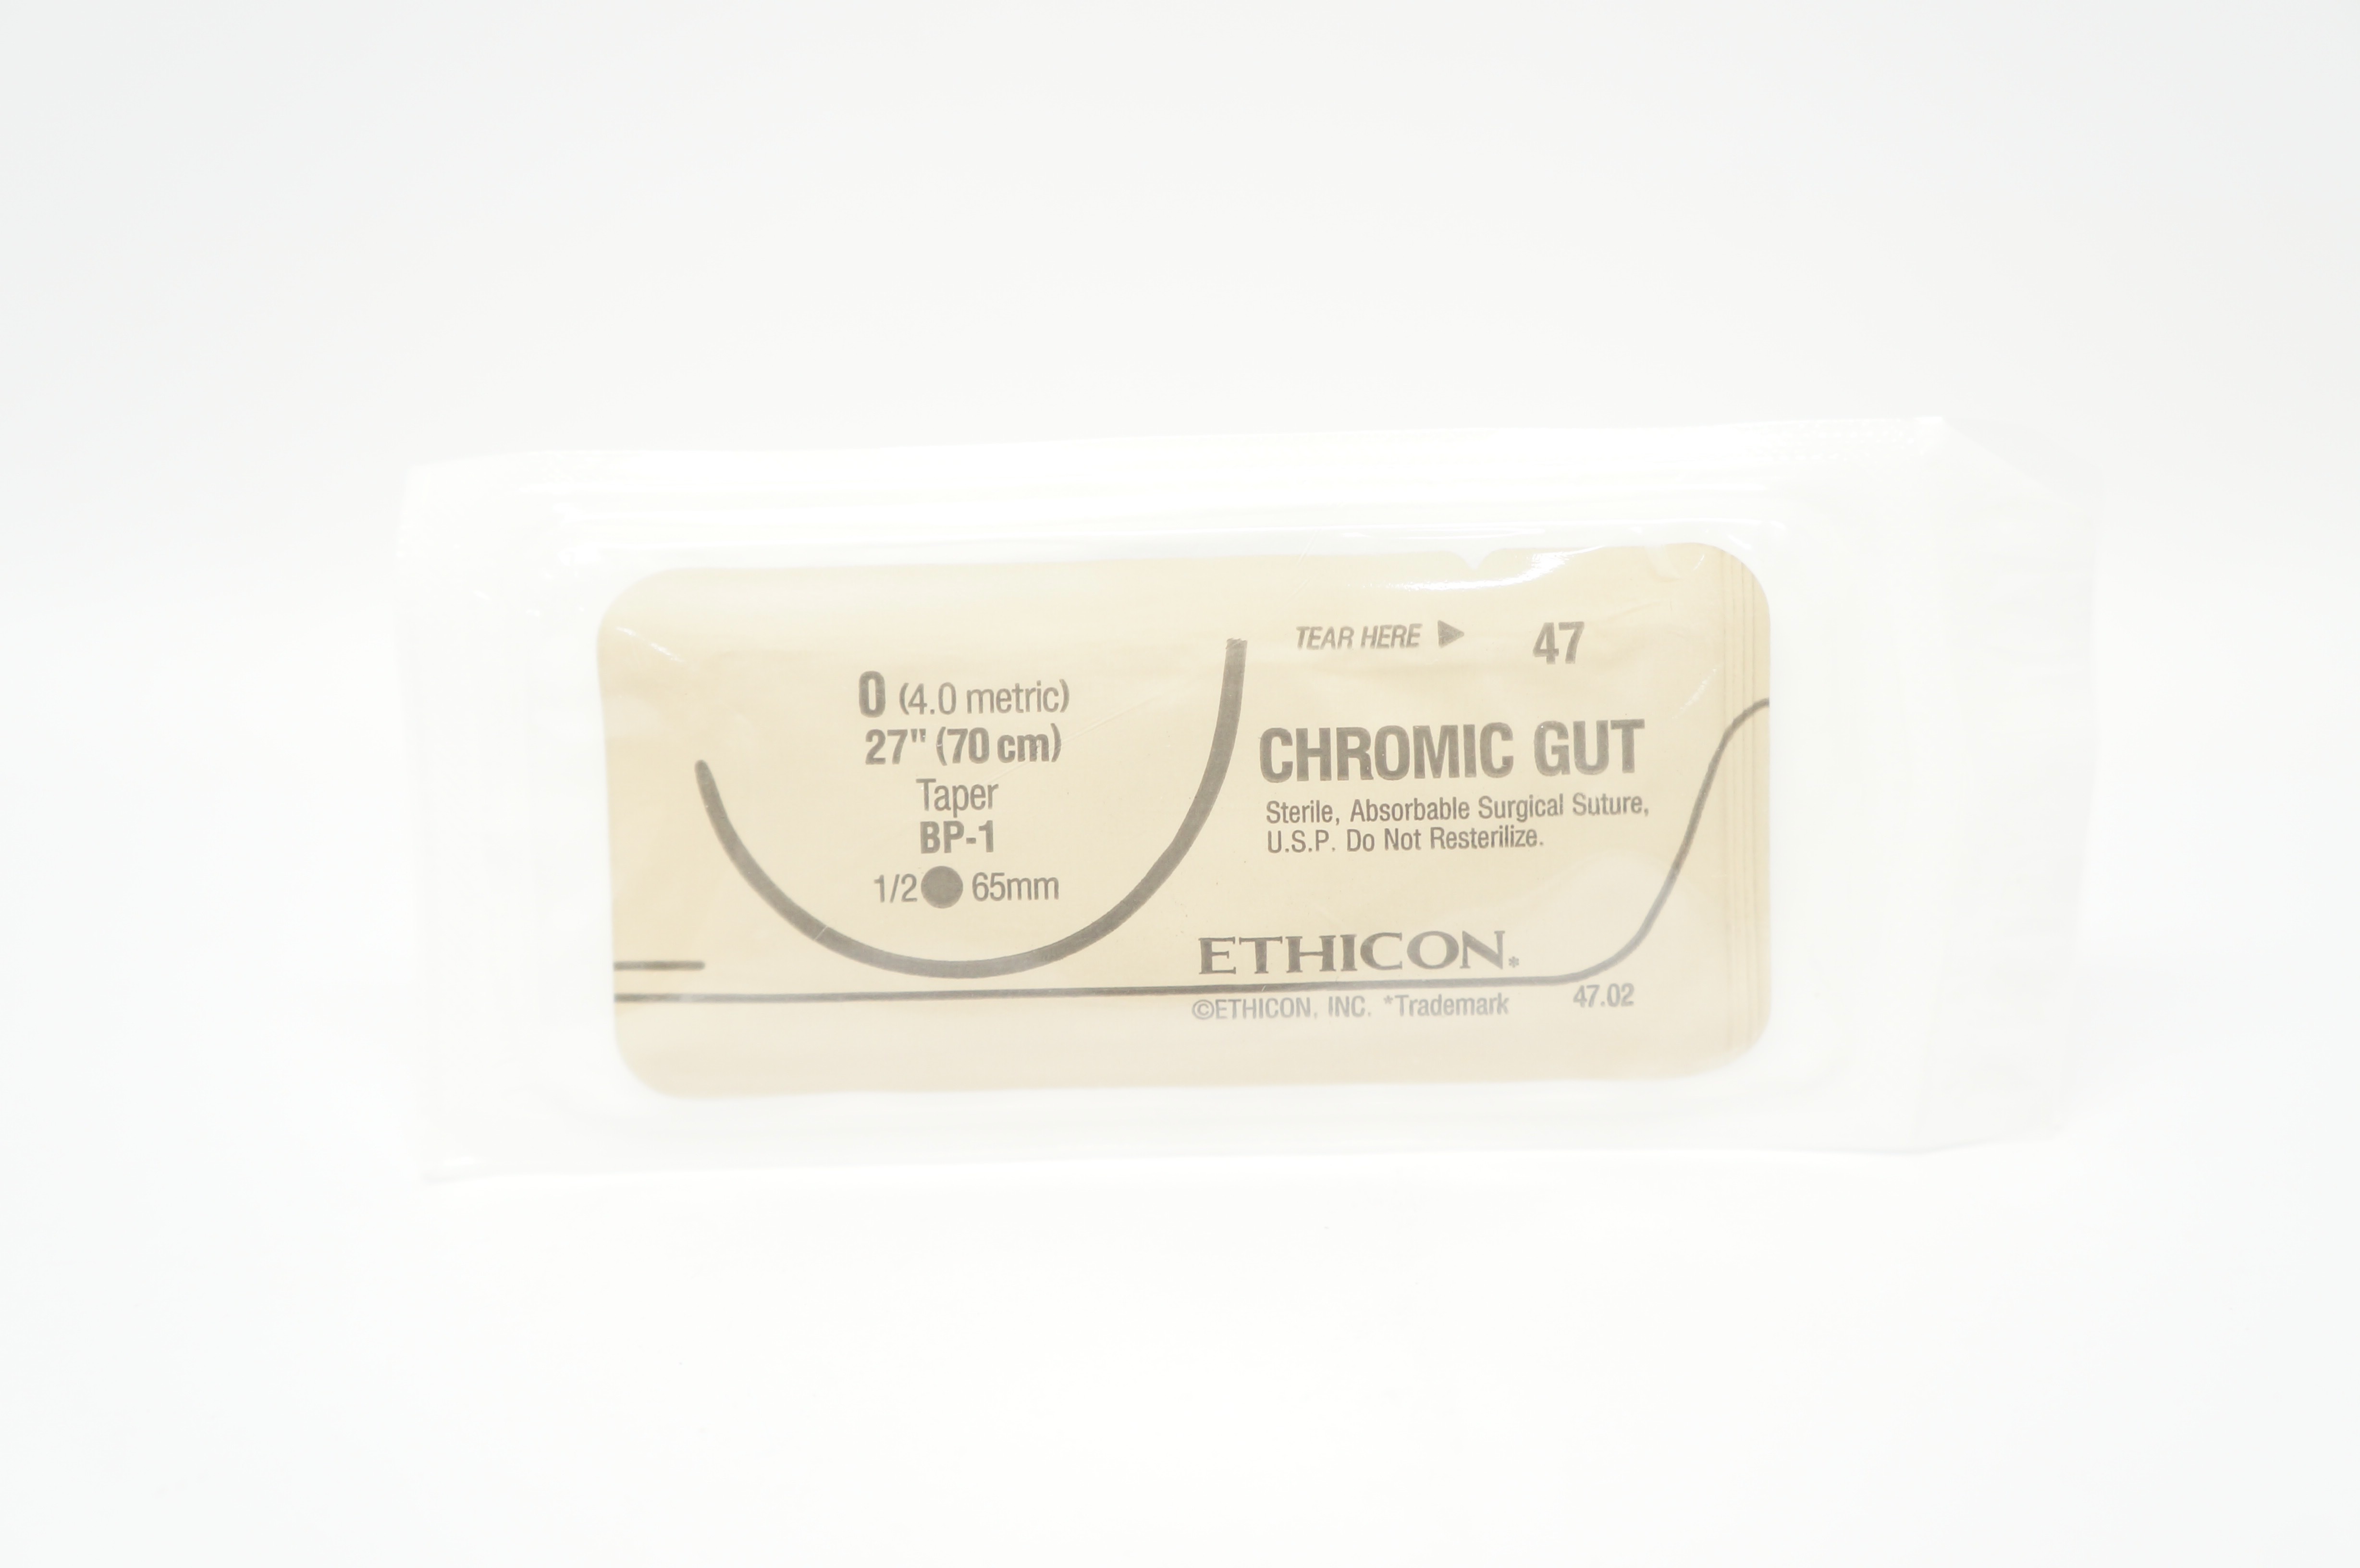 TEAR HERE ▶ 47
0 (4.0 metric)
27" (70 cm)
Taper
BP-1
1/2 ● 65mm
CHROMIC GUT
Sterile, Absorbable Surgical Suture,
U.S.P. Do Not Resterilize.
ETHICON.*
©ETHICON, INC. *Trademark
47.02